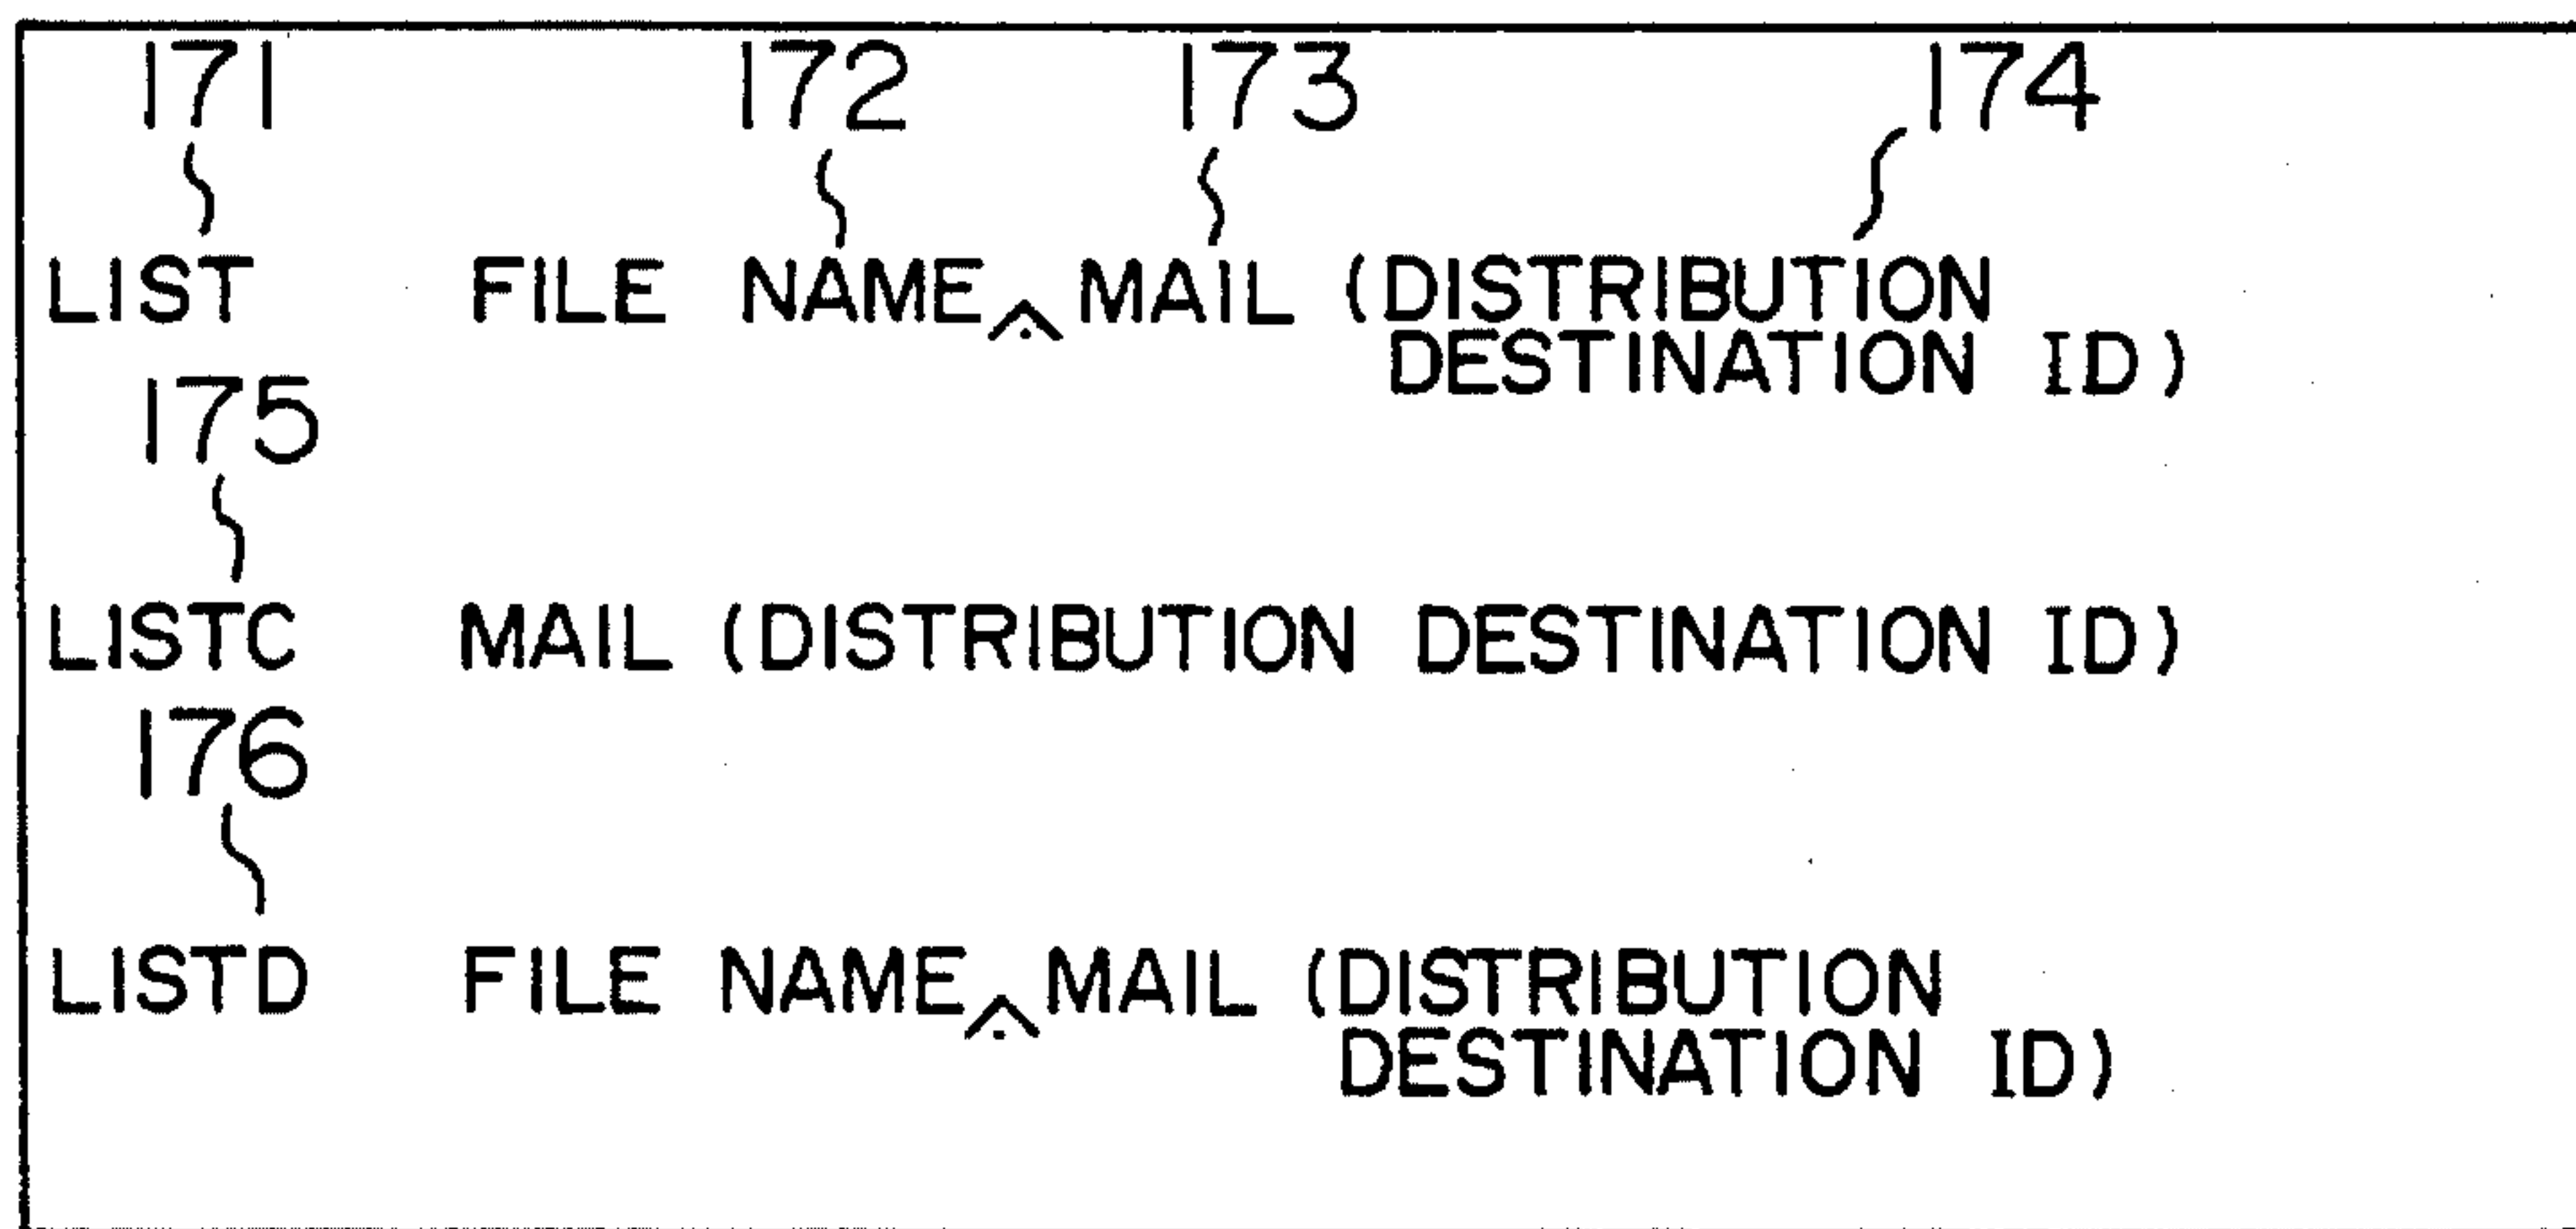 171 172 173 174
LIST FILE NAME^MAIL (DISTRIBUTION
DESTINATION ID)
175
LISTC MAIL (DISTRIBUTION DESTINATION ID)
176
LISTD FILE NAME^MAIL (DISTRIBUTION
DESTINATION ID)